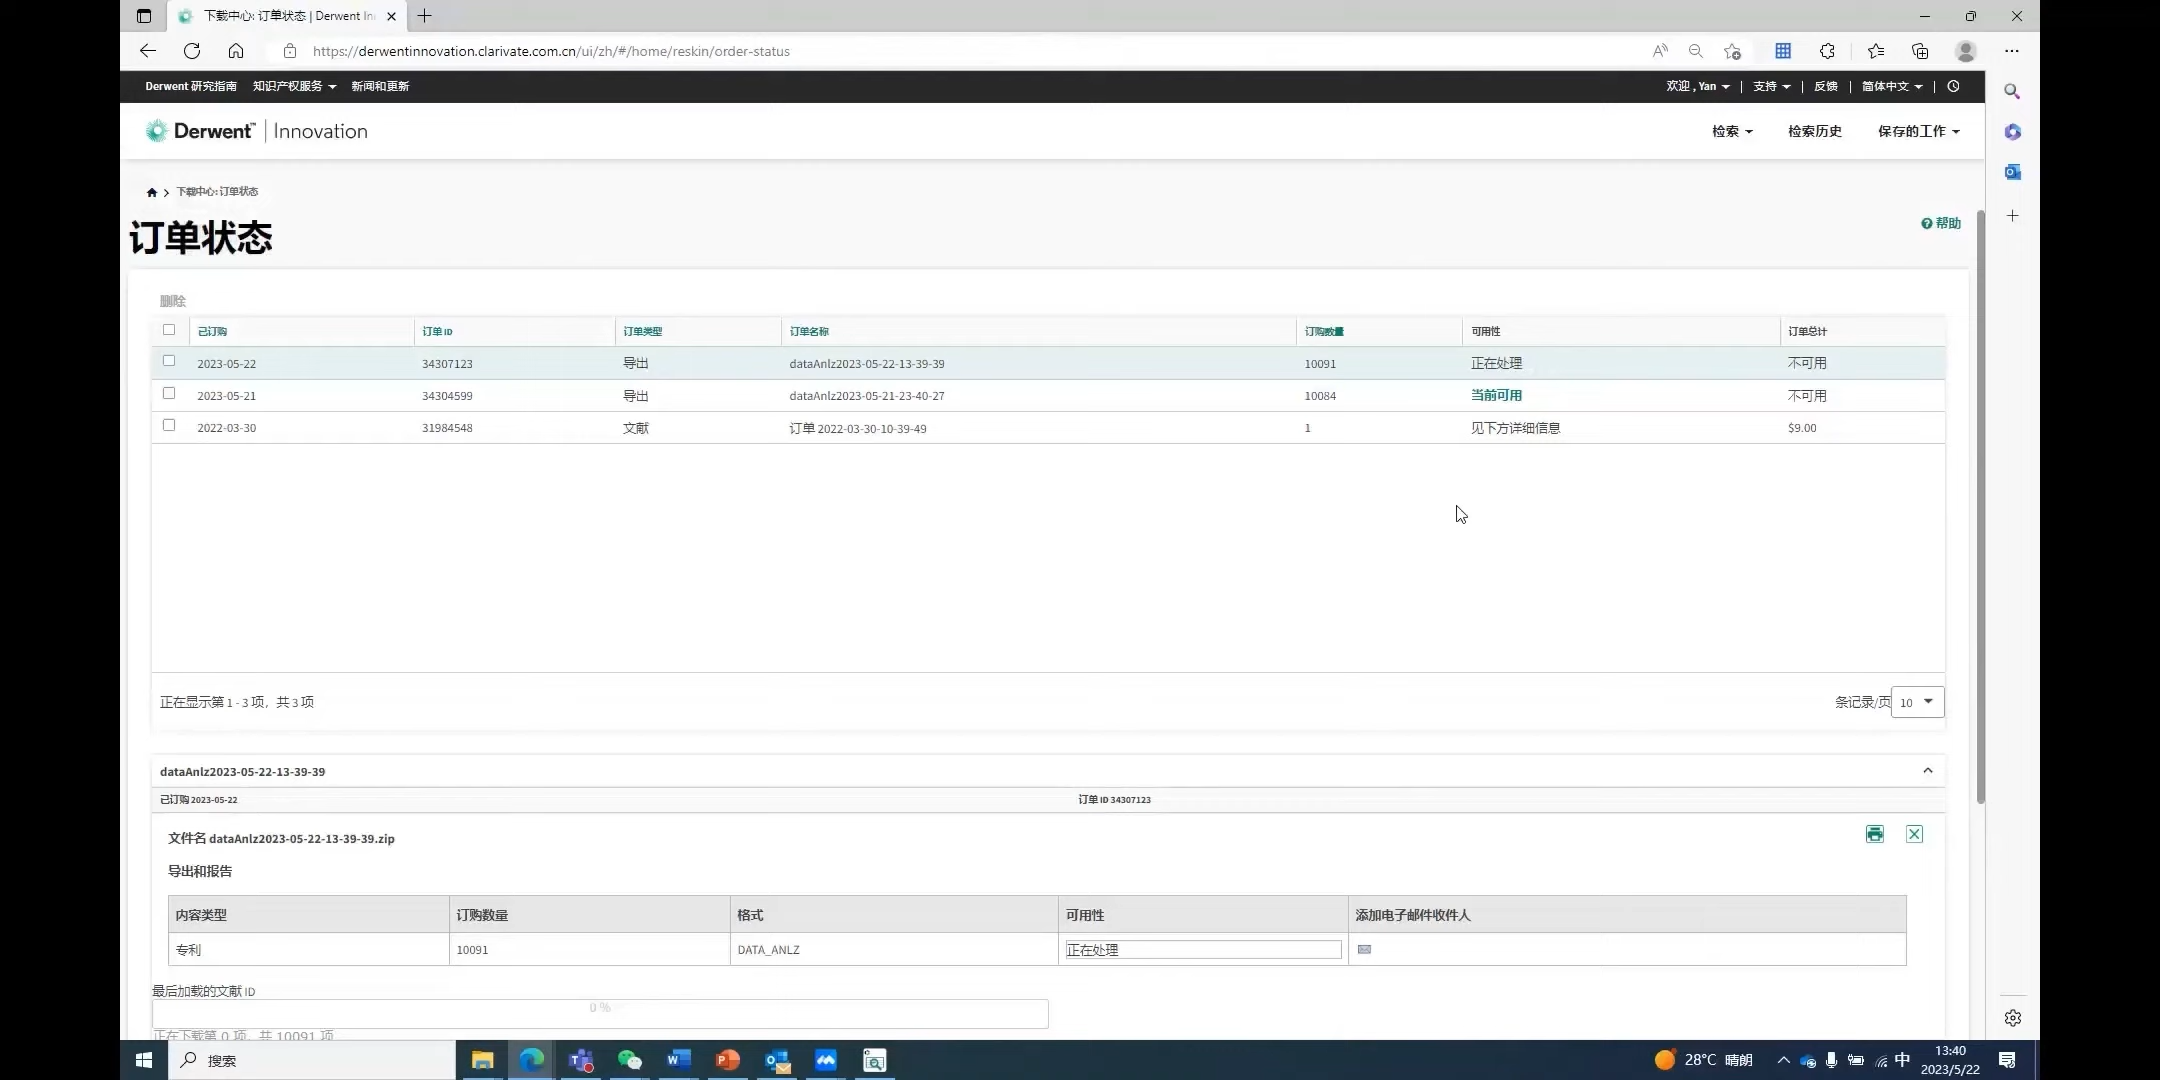 下载中心: 订单状态 | Derwent In
https://derwentinnovation.clarivate.com.cn/ui/zh/#/home/reskin/order-status
Derwent 研究指南 知识产权服务 新闻和更新
欢迎 , Yan | 支持 | 反馈 | 简体中文 |
Derwent™ | Innovation
检索 检索历史 保存的工作
下载中心: 订单状态
订单状态
帮助
删除
已订购 订单 ID 订单类型 订单名称 订购数量 可用性 订单总计
2023-05-22 34307123 导出 dataAnlz2023-05-22-13-39-39 10091 正在处理 不可用
2023-05-21 34304599 导出 dataAnlz2023-05-21-23-40-27 10084 当前可用 不可用
2022-03-30 31984548 文献 订单 2022-03-30-10-39-49 1 见下方详细信息 $9.00
正在显示第 1 - 3 项，共 3 项
条记录/页 10
dataAnlz2023-05-22-13-39-39
已订购 2023-05-22 订单 ID 34307123
文件名 dataAnlz2023-05-22-13-39-39.zip
导出和报告
内容类型 订购数量 格式 可用性 添加电子邮件收件人
专利 10091 DATA_ANLZ 正在处理
最后加载的文献 ID
0 %
正在下载第 0 项，共 10091 项
搜索
28°C 晴朗
中
13:40
2023/5/22